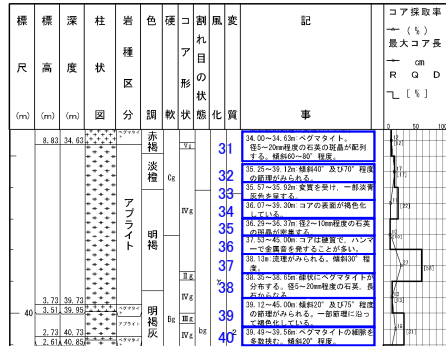 標 標 深 柱 岩 色 硬 コ 割 風 変 記
尺 高 度 状 種 ア れ 
図 区 調 軟 形 目 化 質 事
分 状 の
状
態
(m) (m) (m)
コア採取率
(%)
最大コア長
cm
R Q D
[%]
0 50 100
8.83 34.63
ペグマタイト
赤褐
淡橙
アプライト
明褐
明褐灰
Cg
Bg
Vg
Ⅳg
Ⅱg
Ⅳg
Ⅲg
Ⅳg
bg
2
3.73 39.73
40
3.51 39.95
ペグマタイト
アプライト
2.73 40.73
2.61 40.85
31
34.00~34.63m:ペグマタイト。
径5~20mm程度の石英の斑晶が配列
する。傾斜60~80°程度。
32
35.25~39.12m:傾斜40°及び70°程度
の節理がみられる。
33
35.57~35.92m:変質を受け、一部淡青
灰色を呈する。
34
36.07~39.30m:コアの表面が褐色化
している。
35
36.29~36.37m:径2~10mm程度の石英
の斑晶が密集する。
36
37.53~45.00m:コアは硬質で、ハンマ
ーで金属音を発することが多い。
37
38.13m:流理がみられる。傾斜30°程
度。
38
38.35~38.65m:脈状にペグマタイトが
分布する。径5~20mm程度の石英、長
石からなる。
39
39.12~45.00m:傾斜20°及び75°程度
の節理がみられる。一部節理に沿っ
て褐色化している。
40
39.49~39.56m:ペグマタイトの細脈を
多数挟む。傾斜20°程度。